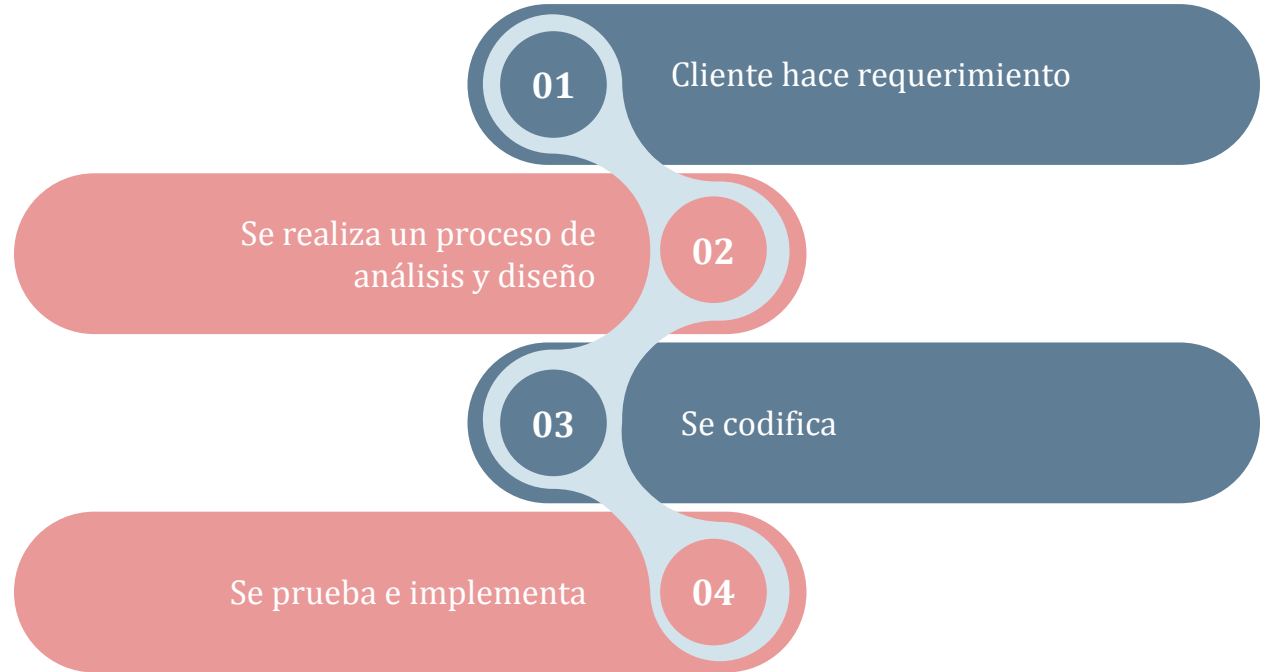 01
Cliente hace requerimiento
Se realiza un proceso de
análisis y diseño
02
03
Se codifica
Se prueba e implementa
04